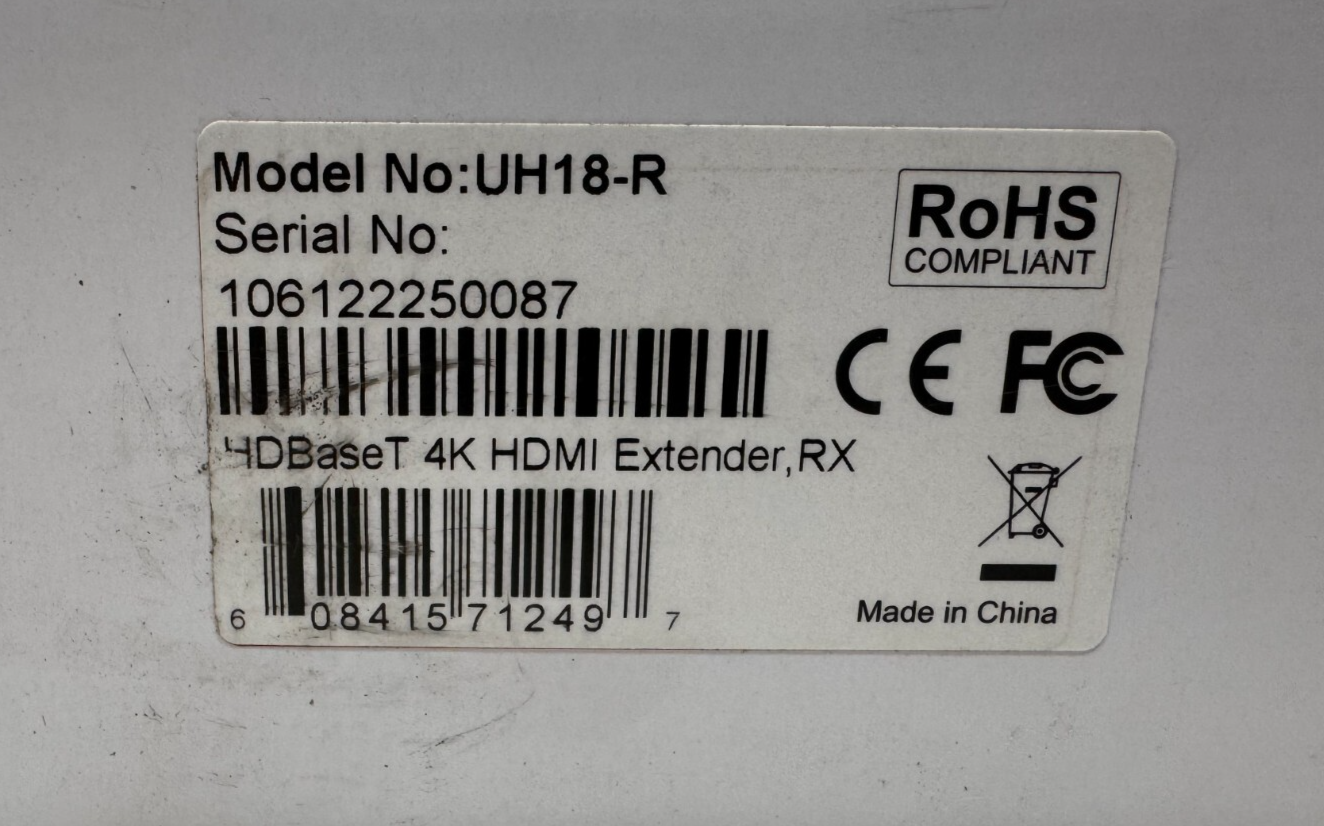 Model No:UH18-R
Serial No:
106122250087
HDBaseT 4K HDMI Extender,RX
6 08415 71249 7
RoHS
COMPLIANT
CE FC
Made in China